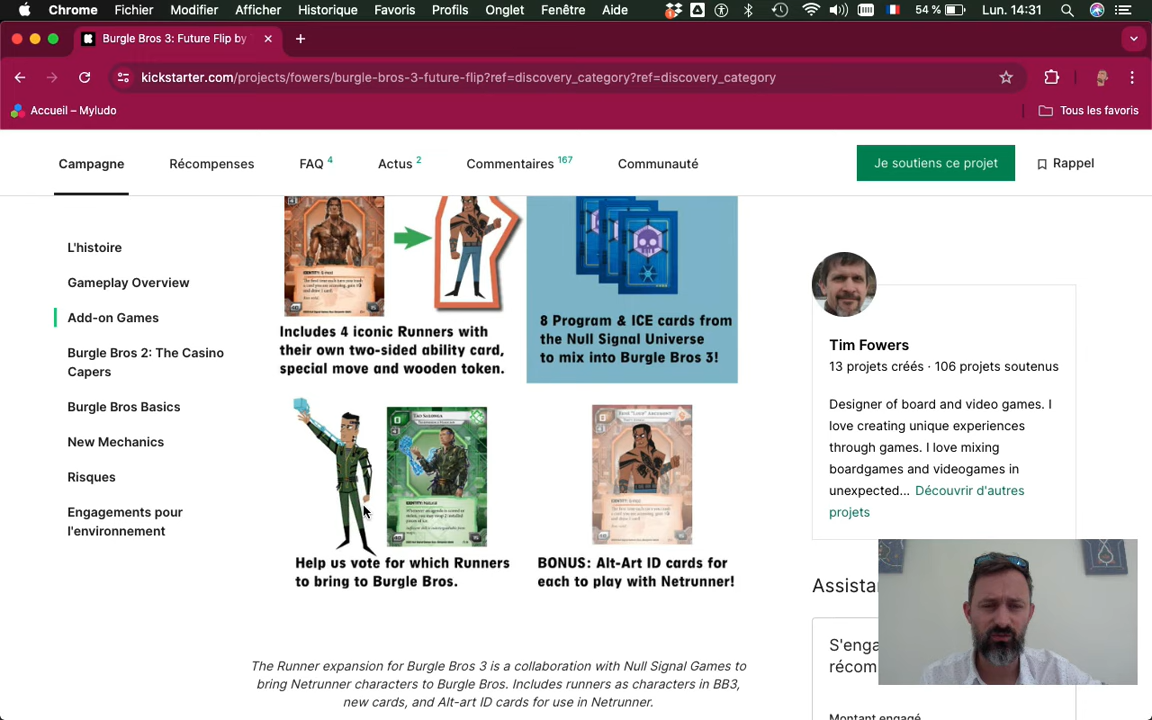 Chrome Fichier Modifier Afficher Historique Favoris Profils Onglet Fenêtre Aide 54 % Lun. 14:31
Burgle Bros 3: Future Flip by
kickstarter.com/projects/fowers/burgle-bros-3-future-flip?ref=discovery_category?ref=discovery_category
Accueil – Myludo
Tous les favoris
Campagne Récompenses FAQ 4 Actus 2 Commentaires 167 Communauté
Je soutiens ce projet
Rappel
L'histoire
Gameplay Overview
Add-on Games
Burgle Bros 2: The Casino
Capers
Burgle Bros Basics
New Mechanics
Risques
Engagements pour
l'environnement
Includes 4 iconic Runners with
their own two-sided ability card,
special move and wooden token.
8 Program & ICE cards from
the Null Signal Universe
to mix into Burgle Bros 3!
Help us vote for which Runners
to bring to Burgle Bros.
BONUS: Alt-Art ID cards for
each to play with Netrunner!
The Runner expansion for Burgle Bros 3 is a collaboration with Null Signal Games to
bring Netrunner characters to Burgle Bros. Includes runners as characters in BB3,
new cards, and Alt-art ID cards for use in Netrunner.
Tim Fowers
13 projets créés · 106 projets soutenus
Designer of board and video games. I
love creating unique experiences
through games. I love mixing
boardgames and videogames in
unexpected... Découvrir d'autres
projets
Assista
S'enga
récom
Montant engagé